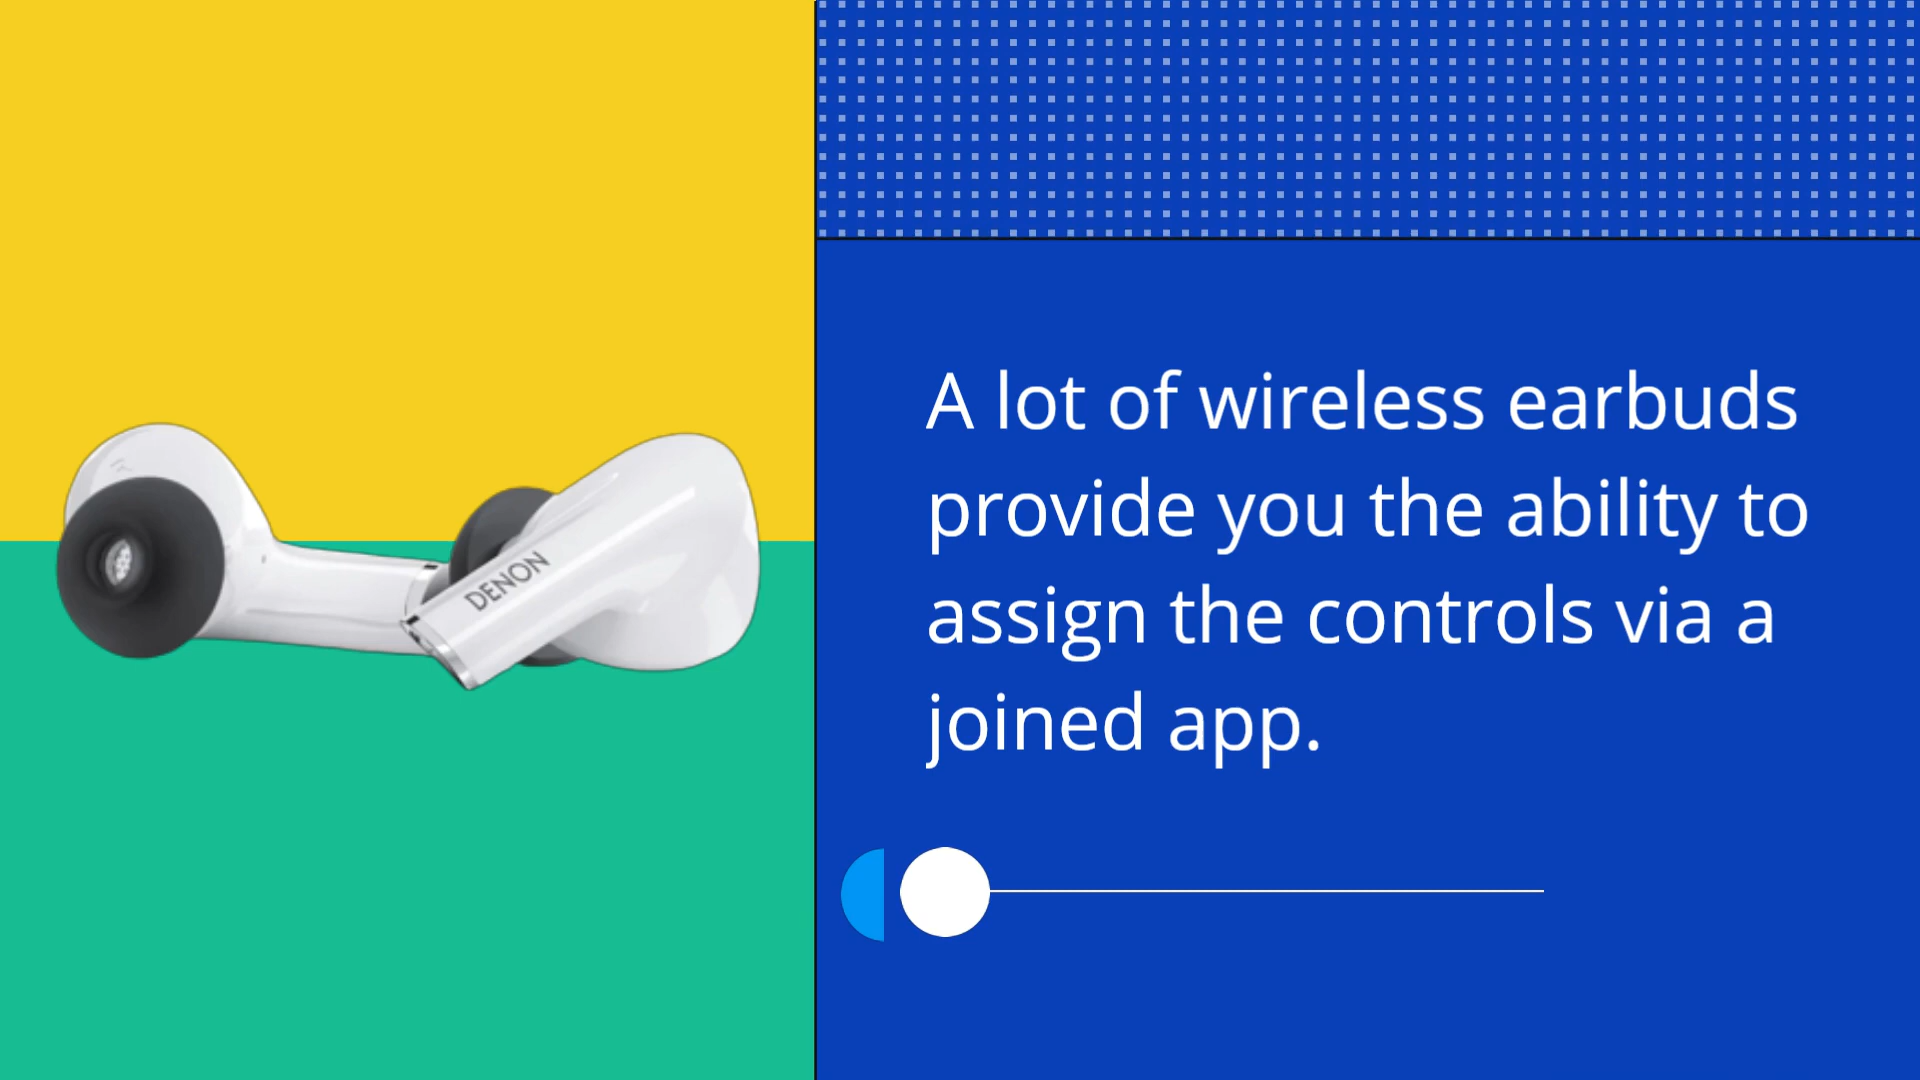 DENON
A lot of wireless earbuds
provide you the ability to
assign the controls via a
joined app.